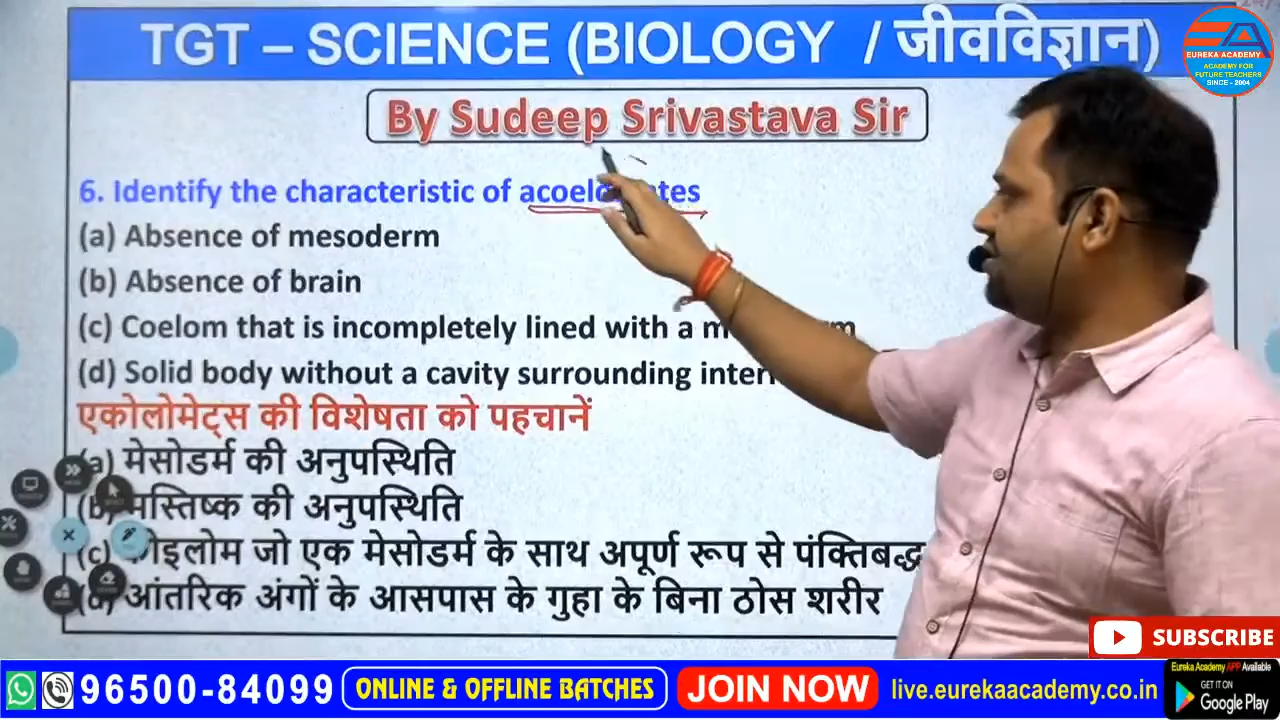 TGT – SCIENCE (BIOLOGY / जीवविज्ञान)
EUREKA ACADEMY
ACADEMY FOR
FUTURE TEACHERS
SINCE - 2004
By Sudeep Srivastava Sir
6. Identify the characteristic of
(a) Absence of mesoderm
(b) Absence of brain
(c) Coelom that is incompletely lined with a
(d) Solid body without a cavity surrounding
एकोलोमेट्स की विशेषता को पहचानें
(a) मेसोडर्म की अनुपस्थिति
(b) मस्तिष्क की अनुपस्थिति
(c) जो एक मेसोडर्म के साथ अपूर्ण रूप से पंक्तिबद्ध
(d) आंतरिक अंगों के आसपास के गुहा के बिना ठोस शरीर
SUBSCRIBE
96500-84099
ONLINE & OFFLINE BATCHES
JOIN NOW
live.eurekaacademy.co.in
Eureka Academy APP Available
GET IT ON
Google Play